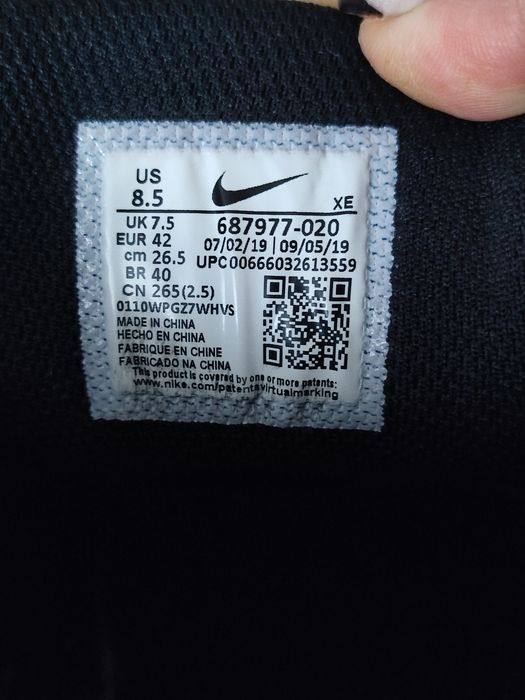 US
8.5
XE
UK 7.5
687977-020
EUR 42
07/02/19 | 09/05/19
cm 26.5
UPC00666032613559
BR 40
CN 265(2.5)
0110WPGZ7WHVS
MADE IN CHINA
HECHO EN CHINA
FABRIQUE EN CHINE
FABRICADO NA CHINA
This product is covered by one or more patents:
www.nike.com/patentsvirtualmarking